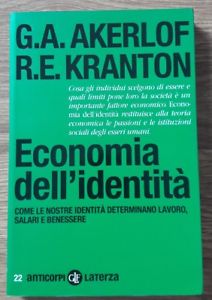 G.A. AKERLOF
R.E. KRANTON
Cosa gli individui scelgono di essere e
quali limiti pone loro la società è un
importante fattore economico. Econo-
mia dell'identità restituisce alla teoria
economica le passioni e le istituzioni
sociali degli esseri umani.
Economia
dell'identità
COME LE NOSTRE IDENTITÀ DETERMINANO LAVORO,
SALARI E BENESSERE
22 anticorpi GLF LATERZA